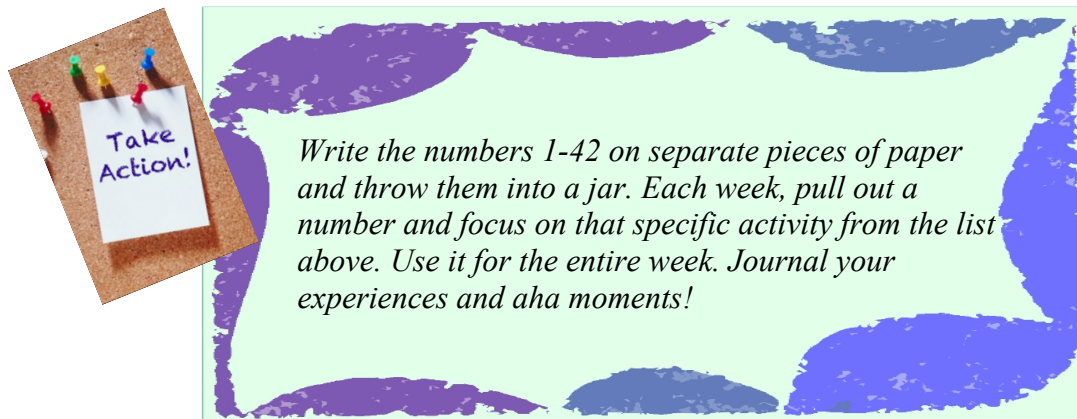 Take
Action!
Write the numbers 1-42 on separate pieces of paper
and throw them into a jar. Each week, pull out a
number and focus on that specific activity from the list
above. Use it for the entire week. Journal your
experiences and aha moments!